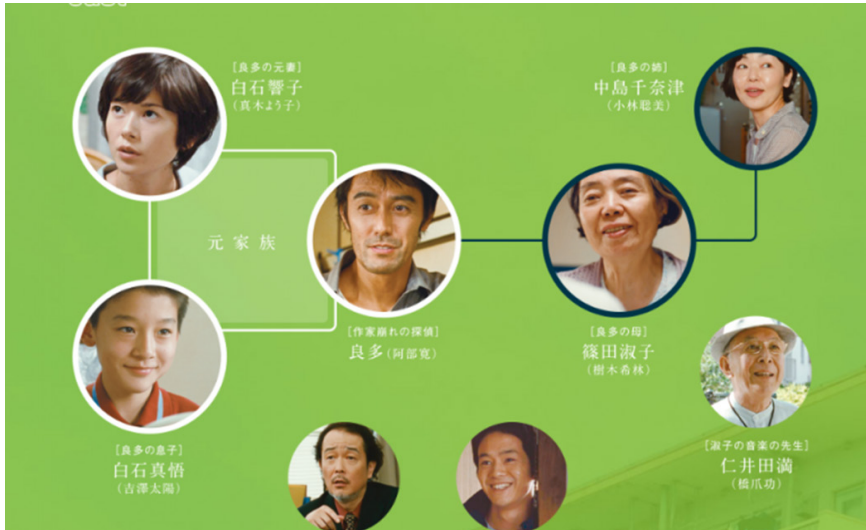 [良多の元妻]
白石響子
(真木よう子)
[良多の姉]
中島千奈津
(小林聡美)
元家族
[作家崩れの探偵]
良多(阿部寛)
[良多の母]
篠田淑子
(樹木希林)
[良多の息子]
白石真悟
(吉澤太陽)
[淑子の音楽の先生]
仁井田満
(橋爪功)